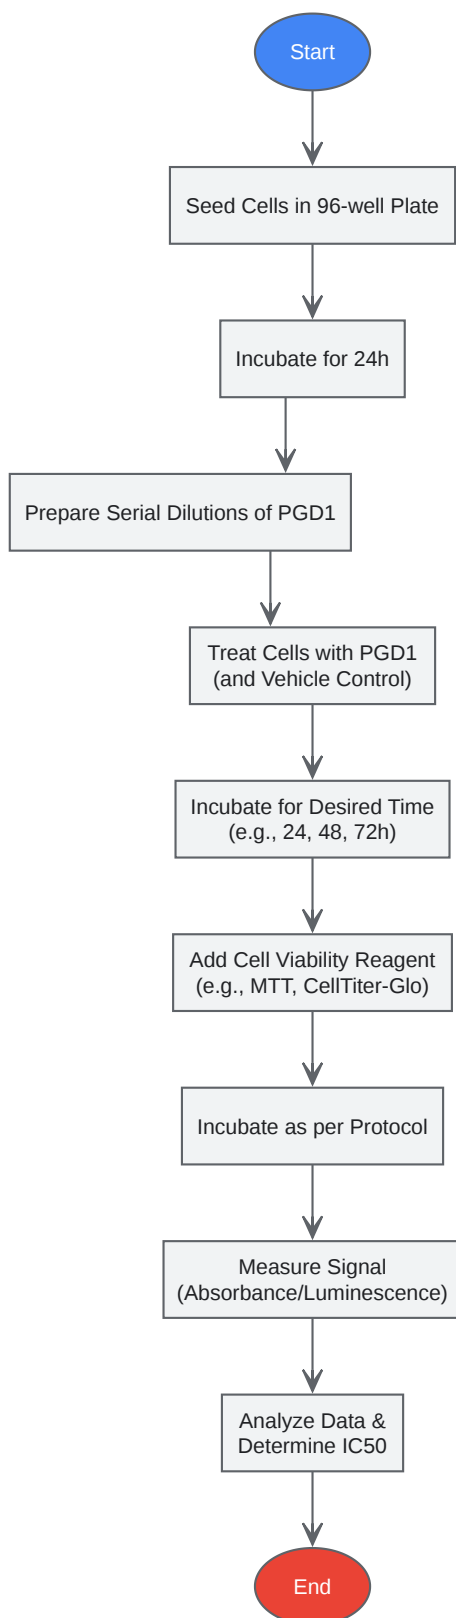 Start
Seed Cells in 96-well Plate
Incubate for 24h
Prepare Serial Dilutions of PGD1
Treat Cells with PGD1
(and Vehicle Control)
Incubate for Desired Time
(e.g., 24, 48, 72h)
Add Cell Viability Reagent
(e.g., MTT, CellTiter-Glo)
Incubate as per Protocol
Measure Signal
(Absorbance/Luminescence)
Analyze Data &
Determine IC50
End